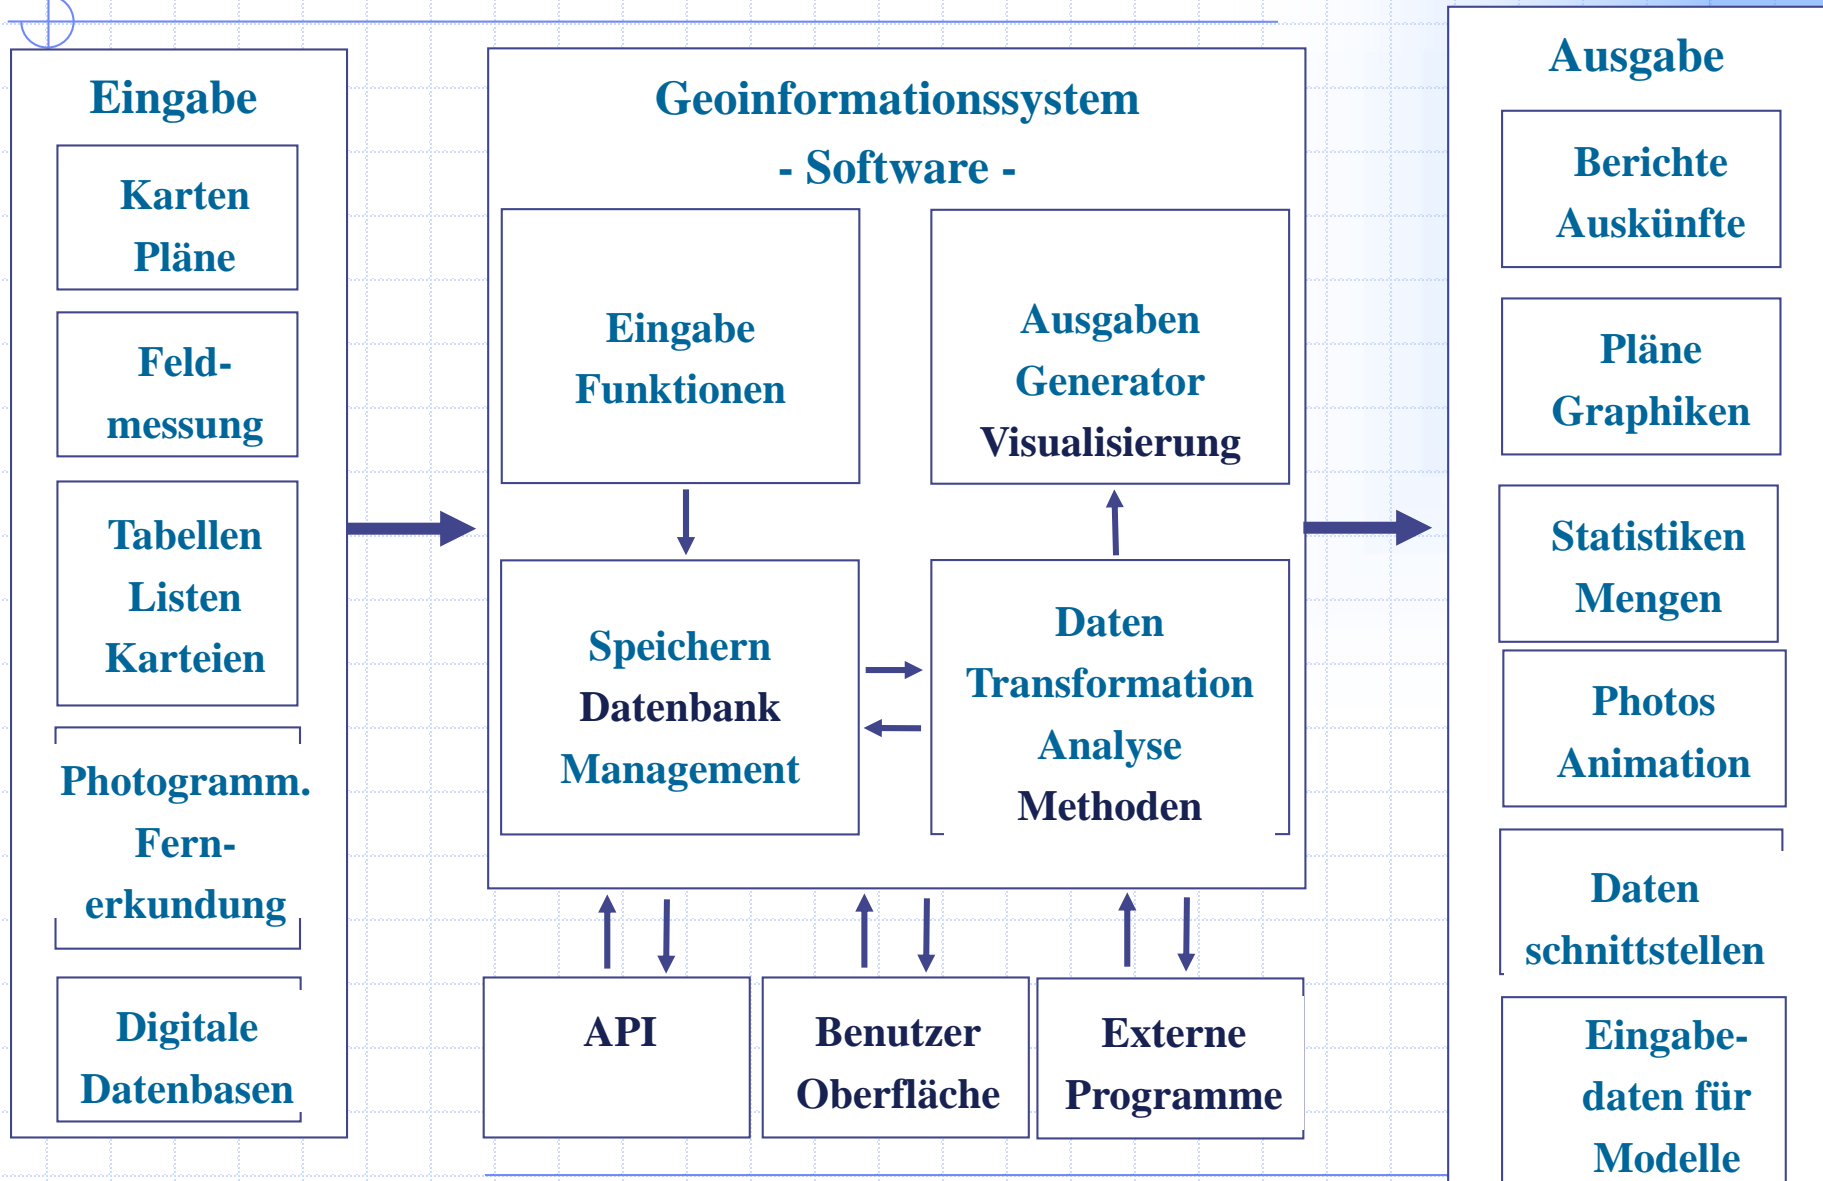 Eingabe
Karten
Pläne
Feld-
messung
Tabellen
Listen
Karteien
Photogramm.
Fern-
erkundung
Digitale
Datenbasen
Geoinformationssystem
- Software -
Eingabe
Funktionen
Ausgaben
Generator
Visualisierung
Speichern
Datenbank
Management
Daten
Transformation
Analyse
Methoden
API
Benutzer
Oberfläche
Externe
Programme
Ausgabe
Berichte
Auskünfte
Pläne
Graphiken
Statistiken
Mengen
Photos
Animation
Daten
schnittstellen
Eingabe-
daten für
Modelle